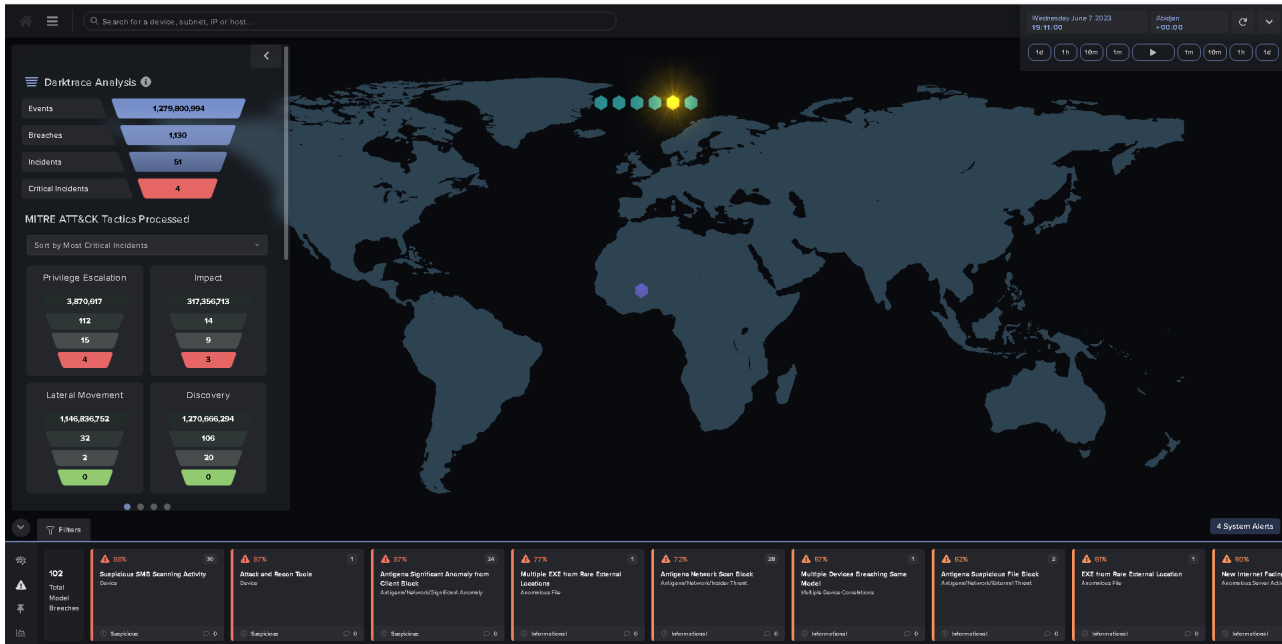 Search for a device, subnet, IP or host...
Wednesday June 7 2023
19:11:00
Abidjan
+00:00
1d 1h 10m 1m 1m 10m 1h 1d
Darktrace Analysis
Events 1,279,800,994
Breaches 1,130
Incidents 51
Critical Incidents 4
MITRE ATT&CK Tactics Processed
Sort by Most Critical Incidents
Privilege Escalation
3,870,617
112
15
4
Impact
317,356,713
14
9
3
Lateral Movement
1,146,836,752
32
2
0
Discovery
1,270,666,294
106
20
0
Filters
4 System Alerts
102
Total
Model
Breaches
88% 30
Suspicious SMB Scanning Activity
Device
Suspicious 0
87% 1
Attack and Recon Tools
Device
Suspicious 0
87% 24
Antigena Significant Anomaly from
Client Block
Antigena/Network/Significant Anomaly
Suspicious 0
77% 1
Multiple EXE from Rare External
Locations
Anomalous File
Informational 0
72% 28
Antigena Network Scan Block
Antigena/Network/Insider Threat
Informational 0
67% 1
Multiple Devices Breaching Same
Model
Multiple Device Correlations
Informational 0
62% 2
Antigena Suspicious File Block
Antigena/Network/External Threat
Informational 0
61% 1
EXE from Rare External Location
Anomalous File
Informational 0
60%
New Internet Facing
Anomalous Server Acti
Informational